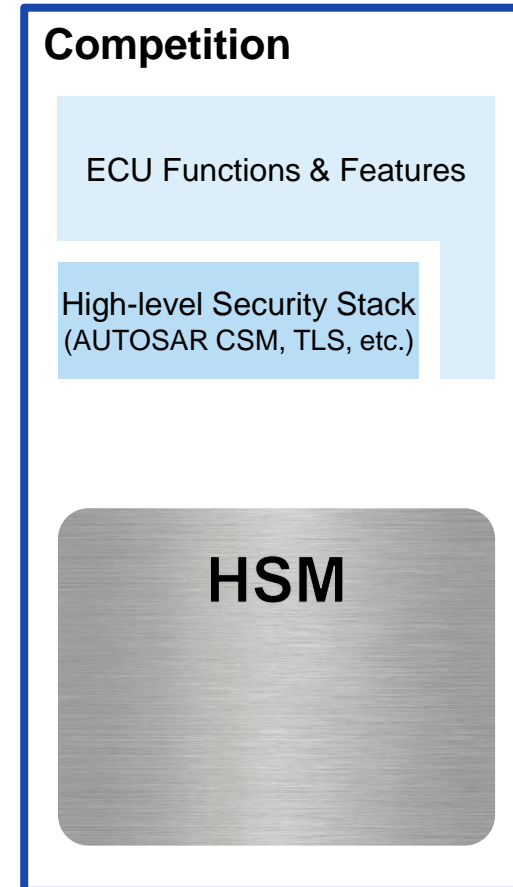 Competition
ECU Functions & Features
High-level Security Stack
(AUTOSAR CSM, TLS, etc.)
HSM